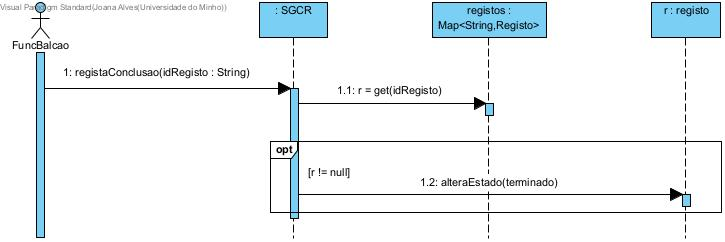 Visual Paradigm Standard(Joana Alves(Universidade do Minho))
: SGCR
registos :
Map<String,Registo>
r : registo
FuncBalcao
1: registaConclusao(idRegisto : String)
1.1: r = get(idRegisto)
opt
[r != null]
1.2: alteraEstado(terminado)